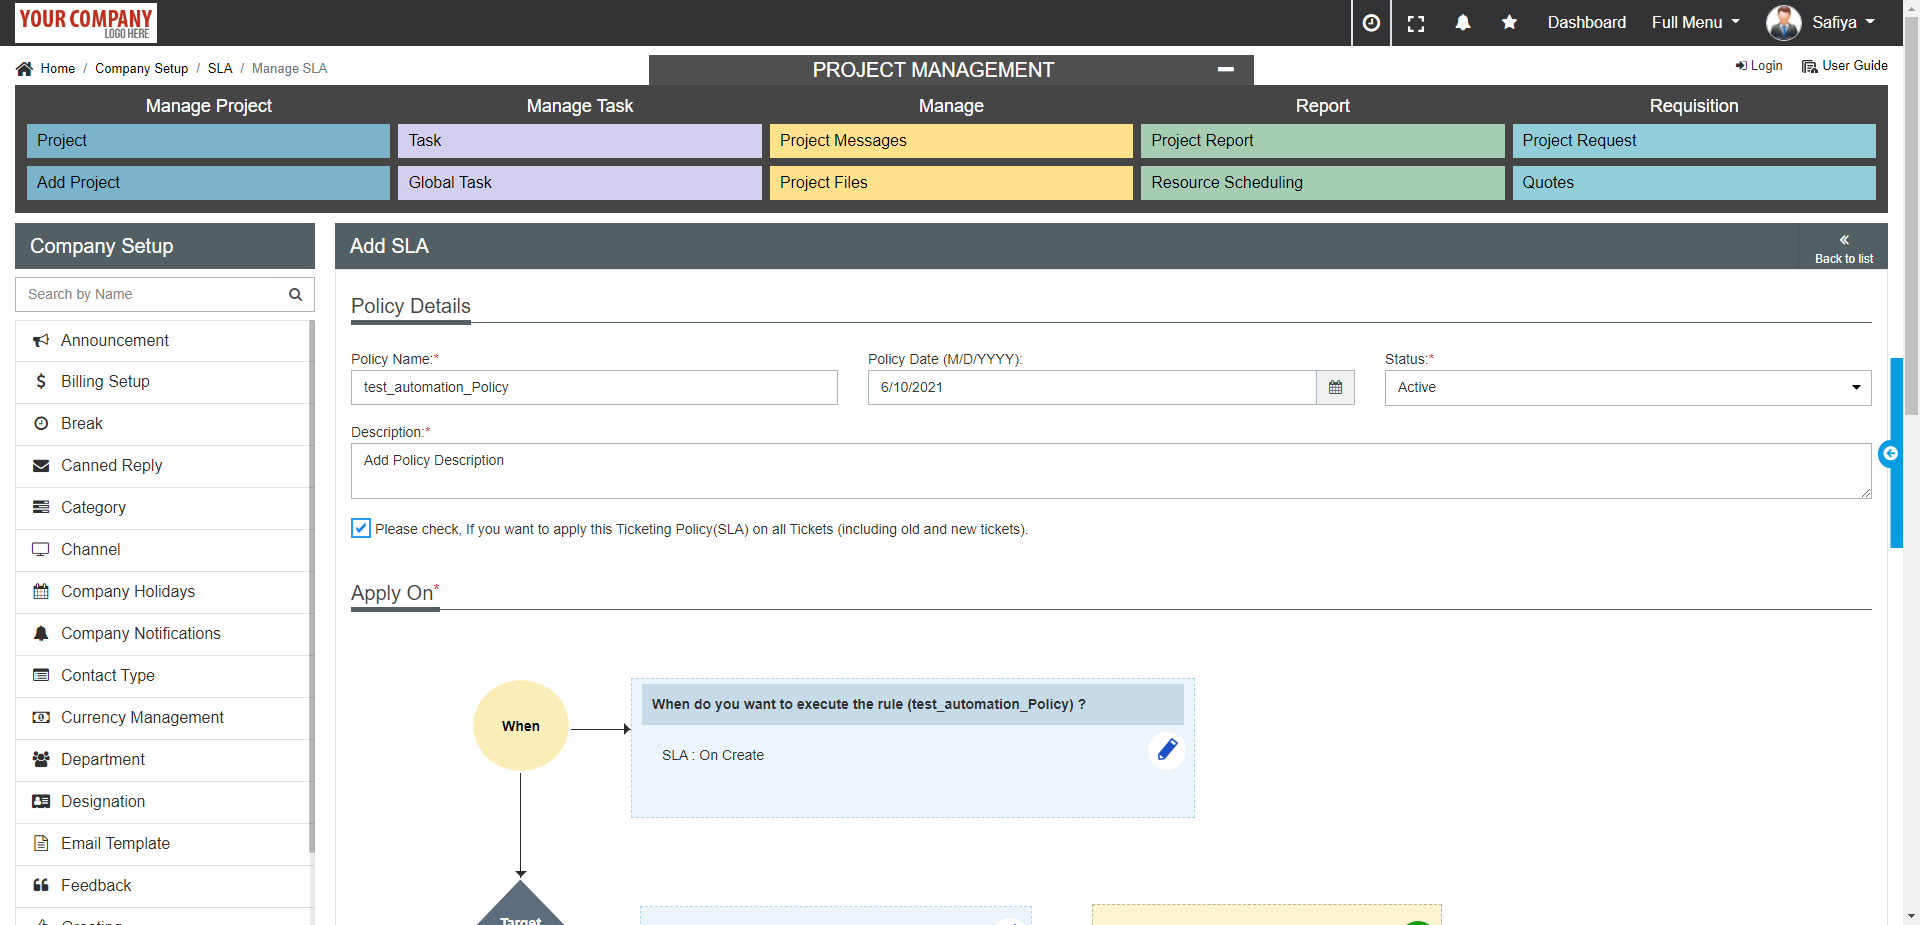 YOUR COMPANY
LOGO HERE
Dashboard
Full Menu
Safiya
Home / Company Setup / SLA / Manage SLA
PROJECT MANAGEMENT
Login
User Guide
Manage Project
Manage Task
Manage
Report
Requisition
Project
Task
Project Messages
Project Report
Project Request
Add Project
Global Task
Project Files
Resource Scheduling
Quotes
Company Setup
Search by Name
Announcement
Billing Setup
Break
Canned Reply
Category
Channel
Company Holidays
Company Notifications
Contact Type
Currency Management
Department
Designation
Email Template
Feedback
Add SLA
Back to list
Policy Details
Policy Name:*
Policy Date (M/D/YYYY):
Status:*
test_automation_Policy
6/10/2021
Active
Description:*
Add Policy Description
Please check, If you want to apply this Ticketing Policy(SLA) on all Tickets (including old and new tickets).
Apply On*
When
When do you want to execute the rule (test_automation_Policy) ?
SLA : On Create
Target